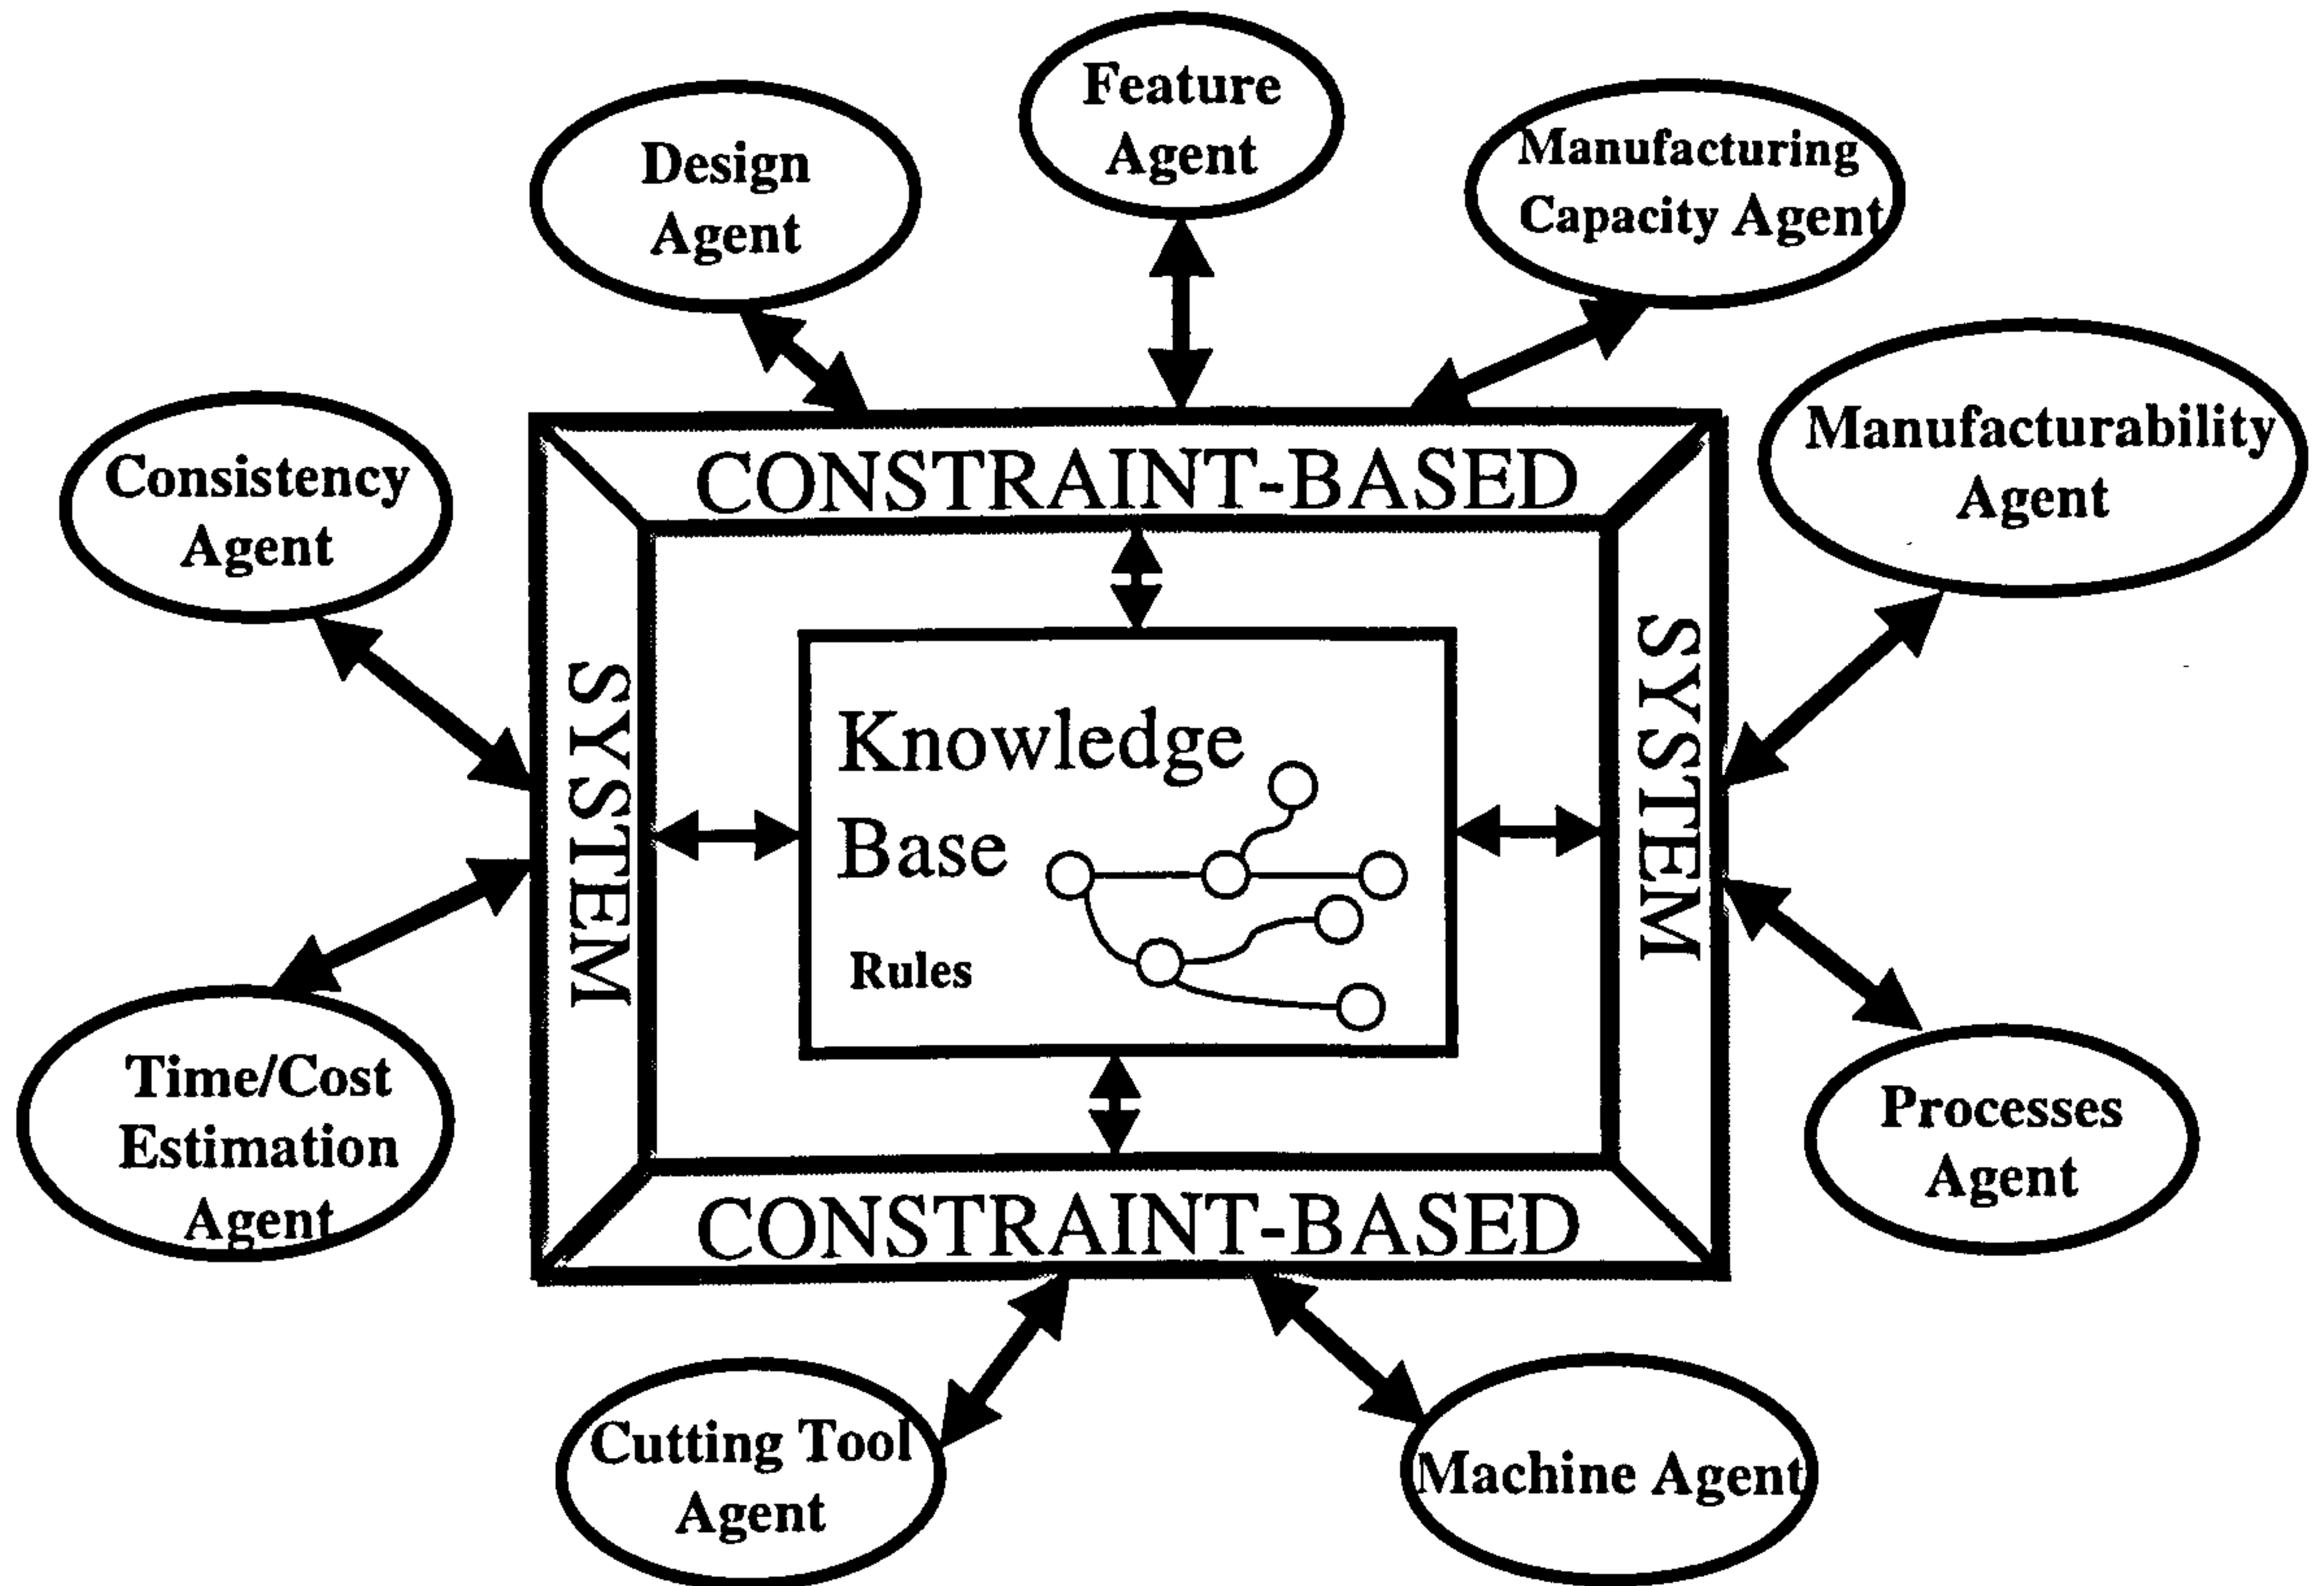 Feature
Agent
Design
Agent
Manufacturing
Capacity Agent
Manufacturability
Agent
Consistency
Agent
CONSTRAINT-BASED
SYSTEM
SYSTEM
Knowledge
Base
Rules
Time/Cost
Estimation
Agent
Processes
Agent
CONSTRAINT-BASED
Cutting Tool
Agent
Machine Agent